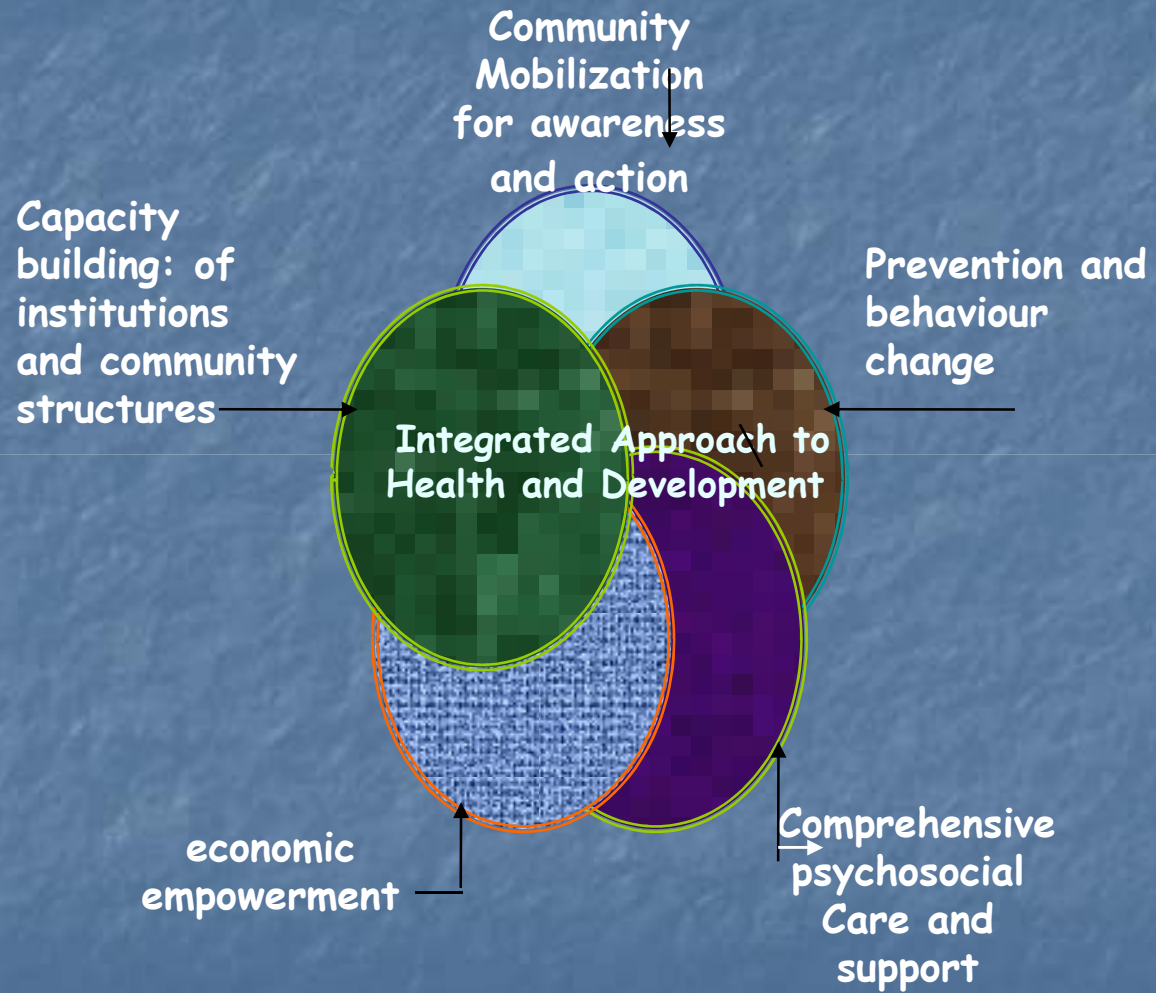 Community
Mobilization
for awareness
and action
Capacity
building: of
institutions
and community
structures
Prevention and
behaviour
change
Integrated Approach to
Health and Development
economic
empowerment
Comprehensive
psychosocial
Care and
support